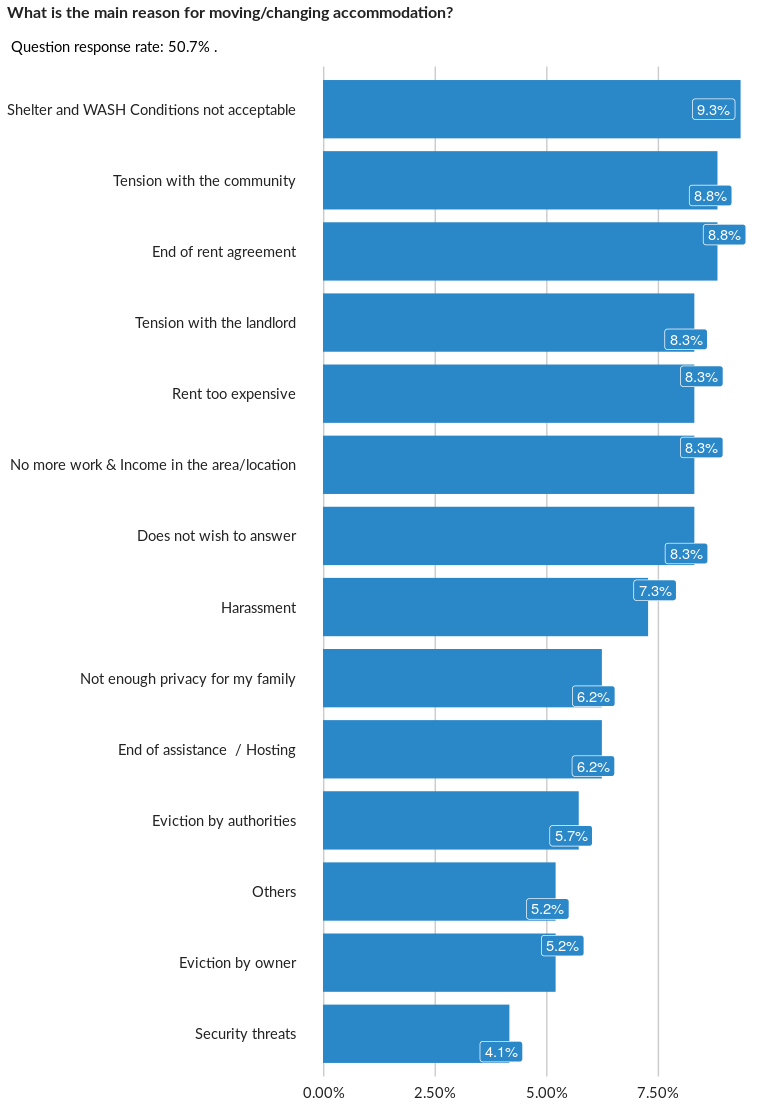 What is the main reason for moving/changing accommodation?
Question response rate: 50.7% .
Shelter and WASH Conditions not acceptable 9.3%
Tension with the community 8.8%
End of rent agreement 8.8%
Tension with the landlord 8.3%
Rent too expensive 8.3%
No more work & Income in the area/location 8.3%
Does not wish to answer 8.3%
Harassment 7.3%
Not enough privacy for my family 6.2%
End of assistance  / Hosting 6.2%
Eviction by authorities 5.7%
Others 5.2%
Eviction by owner 5.2%
Security threats 4.1%
0.00% 2.50% 5.00% 7.50%